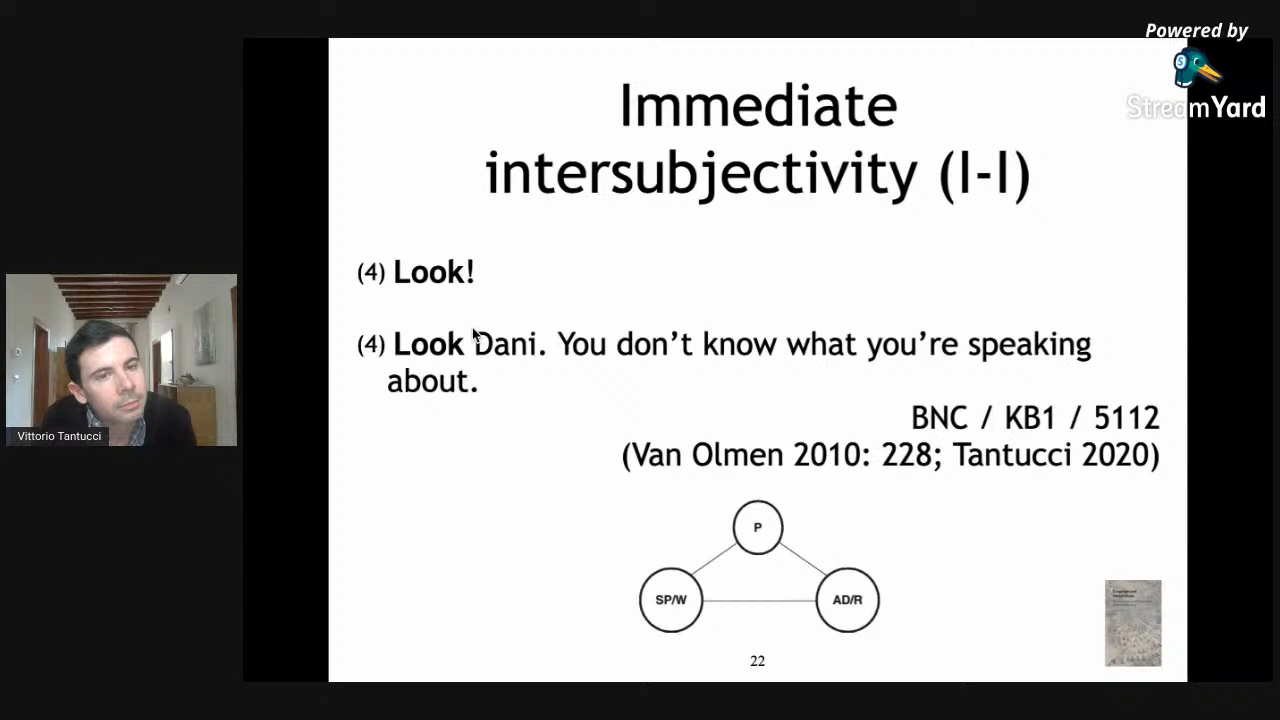 Powered by
StreamYard
Immediate
intersubjectivity (I-I)
(4) Look!
(4) Look Dani. You don't know what you're speaking
about.
BNC / KB1 / 5112
(Van Olmen 2010: 228; Tantucci 2020)
P
SP/W
AD/R
Vittorio Tantucci
22